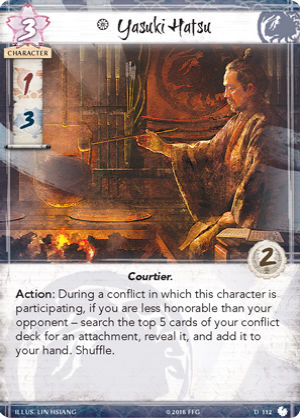 3
Yasuki Hatsu
CHARACTER
1
3
2
Courtier.
Action: During a conflict in which this character is
participating, if you are less honorable than your
opponent – search the top 5 cards of your conflict
deck for an attachment, reveal it, and add it to
your hand. Shuffle.
ILLUS. LIN HSIANG
©2018 FFG
D 112